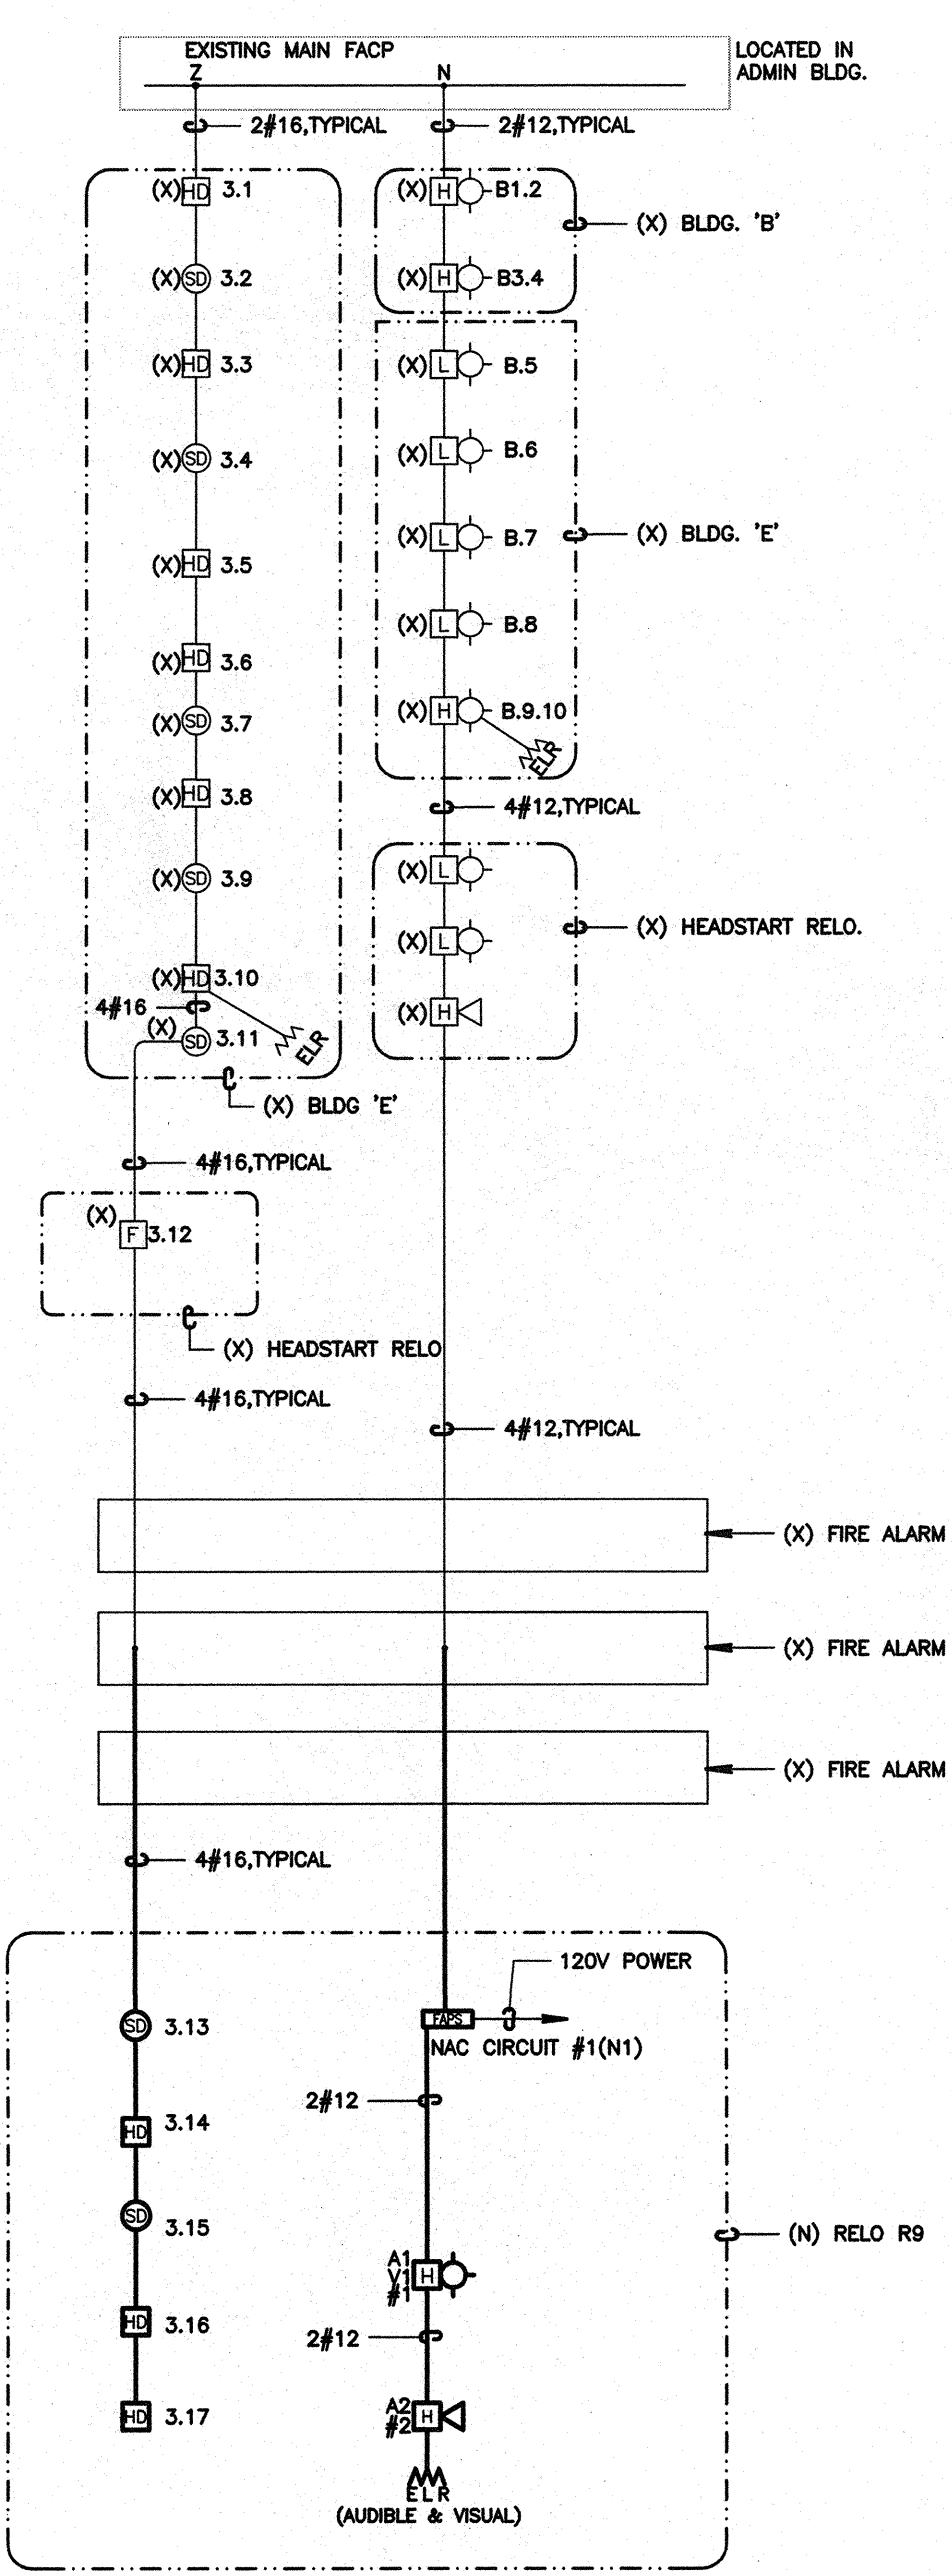 EXISTING MAIN FACP
LOCATED IN
ADMIN BLDG.
Z
N
2#16,TYPICAL
2#12,TYPICAL
(X) HD 3.1
(X) SD 3.2
(X) HD 3.3
(X) SD 3.4
(X) HD 3.5
(X) HD 3.6
(X) SD 3.7
(X) HD 3.8
(X) SD 3.9
(X) HD 3.10
4#16
(X) SD 3.11
ELR
(X) BLDG 'E'
(X) H B1.2
(X) BLDG. 'B'
(X) H B3.4
(X) L B.5
(X) L B.6
(X) L B.7
(X) BLDG. 'E'
(X) L B.8
(X) H B.9.10
ELR
4#12,TYPICAL
(X) L
(X) HEADSTART RELO.
(X) L
(X) H
4#16,TYPICAL
(X) F 3.12
(X) HEADSTART RELO
4#16,TYPICAL
4#12,TYPICAL
(X) FIRE ALARM
(X) FIRE ALARM
(X) FIRE ALARM
4#16,TYPICAL
120V POWER
SD 3.13
FAPS
NAC CIRCUIT #1(N1)
2#12
HD 3.14
SD 3.15
(N) RELO R9
A1
V1 H
#1
HD 3.16
2#12
A2
#2 H
HD 3.17
ELR
(AUDIBLE & VISUAL)